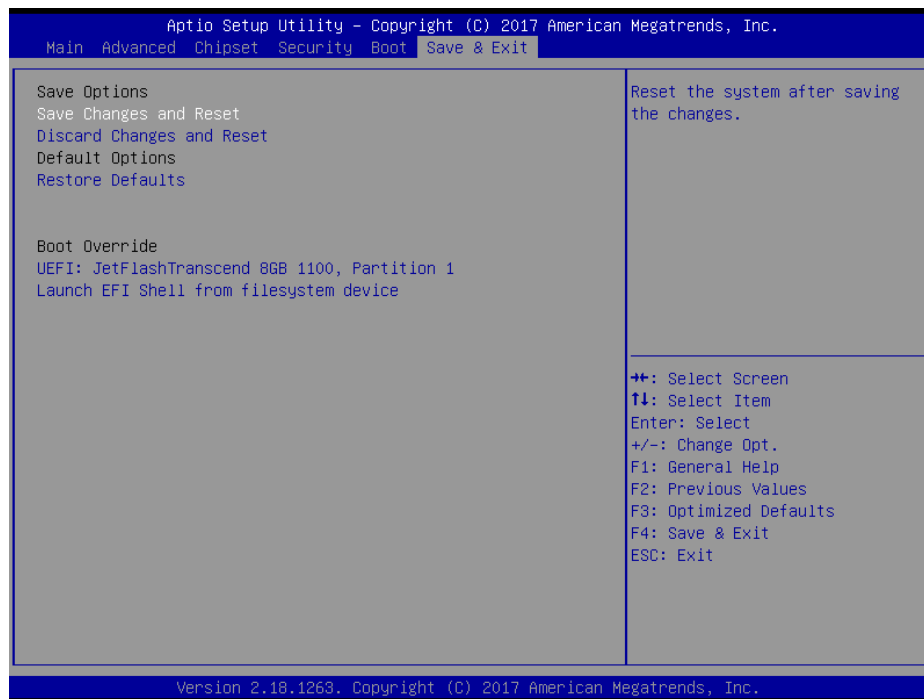 Aptio Setup Utility – Copyright (C) 2017 American Megatrends, Inc.
Main Advanced Chipset Security Boot Save & Exit
Save Options
Save Changes and Reset
Discard Changes and Reset
Default Options
Restore Defaults
Boot Override
UEFI: JetFlashTranscend 8GB 1100, Partition 1
Launch EFI Shell from filesystem device
Reset the system after saving
the changes.
→←: Select Screen
↑↓: Select Item
Enter: Select
+/-: Change Opt.
F1: General Help
F2: Previous Values
F3: Optimized Defaults
F4: Save & Exit
ESC: Exit
Version 2.18.1263. Copyright (C) 2017 American Megatrends, Inc.